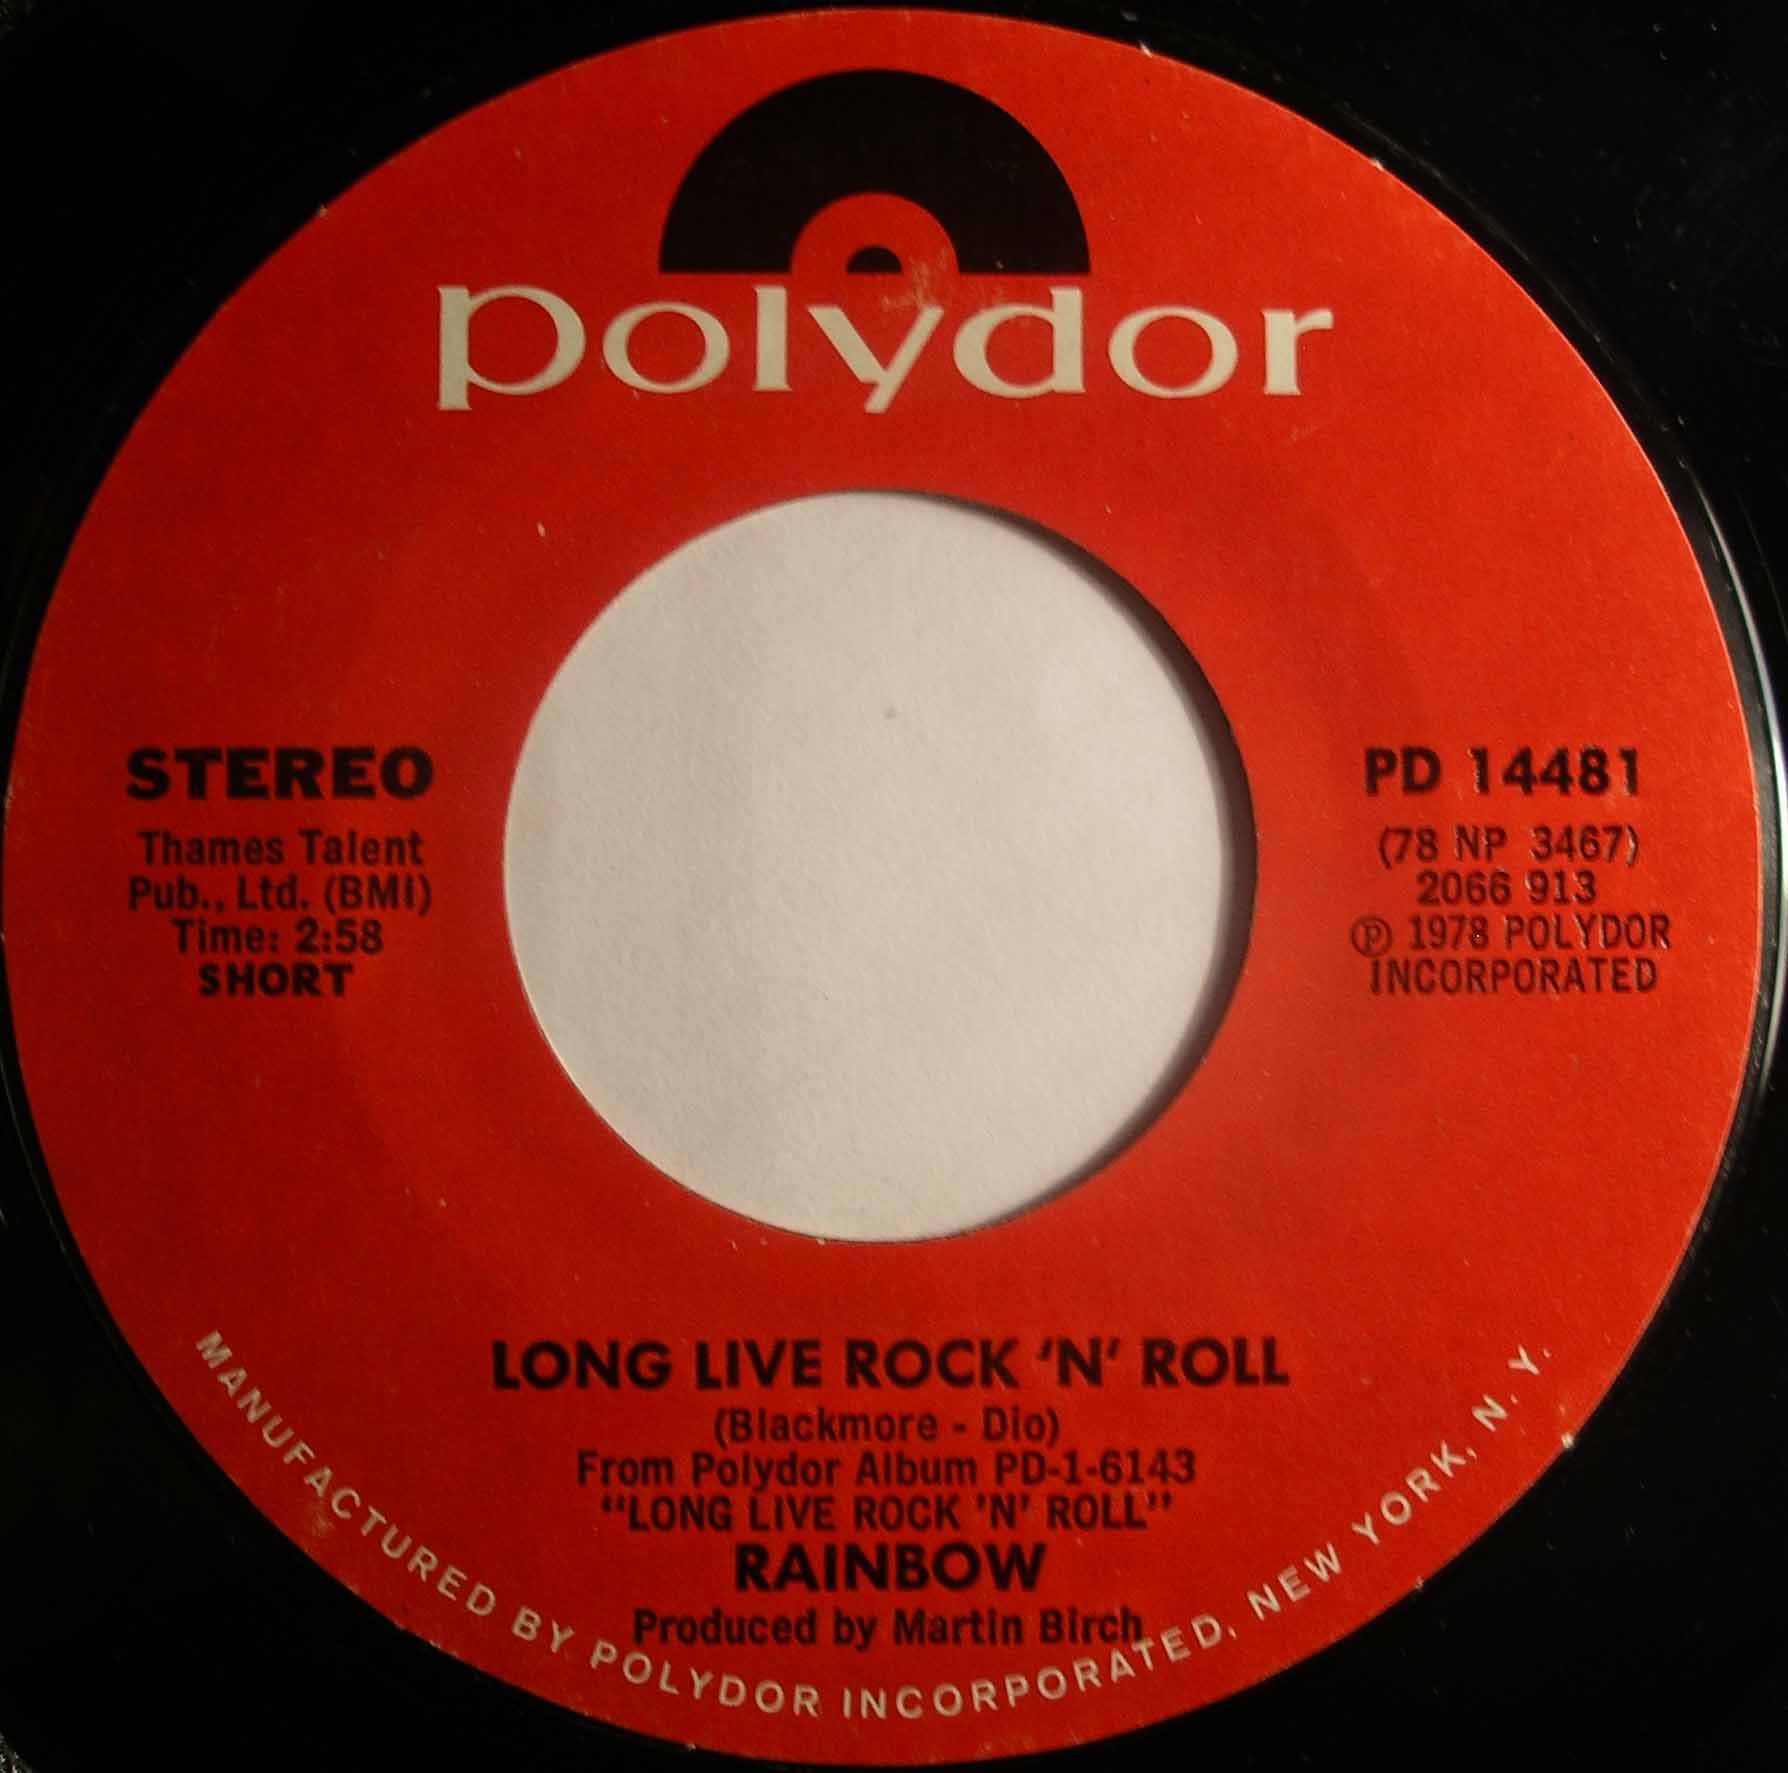 polydor
STEREO
Thames Talent
Pub., Ltd. (BMI)
Time: 2:58
SHORT
PD 14481
(78 NP 3467)
2066 913
Ⓟ 1978 POLYDOR
INCORPORATED
LONG LIVE ROCK 'N' ROLL
(Blackmore - Dio)
From Polydor Album PD-1-6143
"LONG LIVE ROCK 'N' ROLL"
RAINBOW
Produced by Martin Birch
MANUFACTURED BY POLYDOR INCORPORATED, NEW YORK, N. Y.